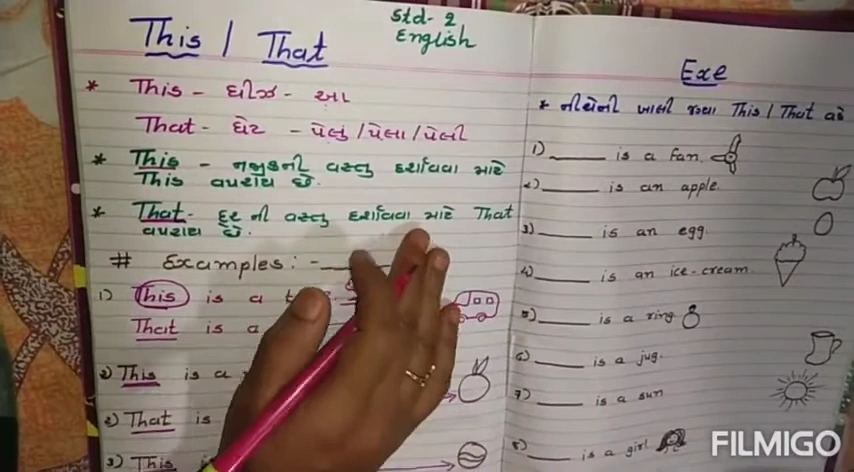 This / That
Std- 2
English
* This - ધીઝ - આ
That - ધેટ - પેલું/પેલા/પેલી
* This - નજીકની વસ્તુ દર્શાવવા માટે
This વપરાય છે.
* That - દુર ની વસ્તુ દર્શાવવા માટે That
વપરાય છે.
# Examples :-
1) This is a
That is a
2) This is a
2) That is
3) This
Exe
* નીચેની ખાલી જગ્યા This / That
1) ______ is a fan.
2) ______ is an apple.
3) ______ is an egg.
4) ______ is an ice-cream.
5) ______ is a ring
6) ______ is a jug.
7) ______ is a sun
8) ______ is a girl
FILMIGO